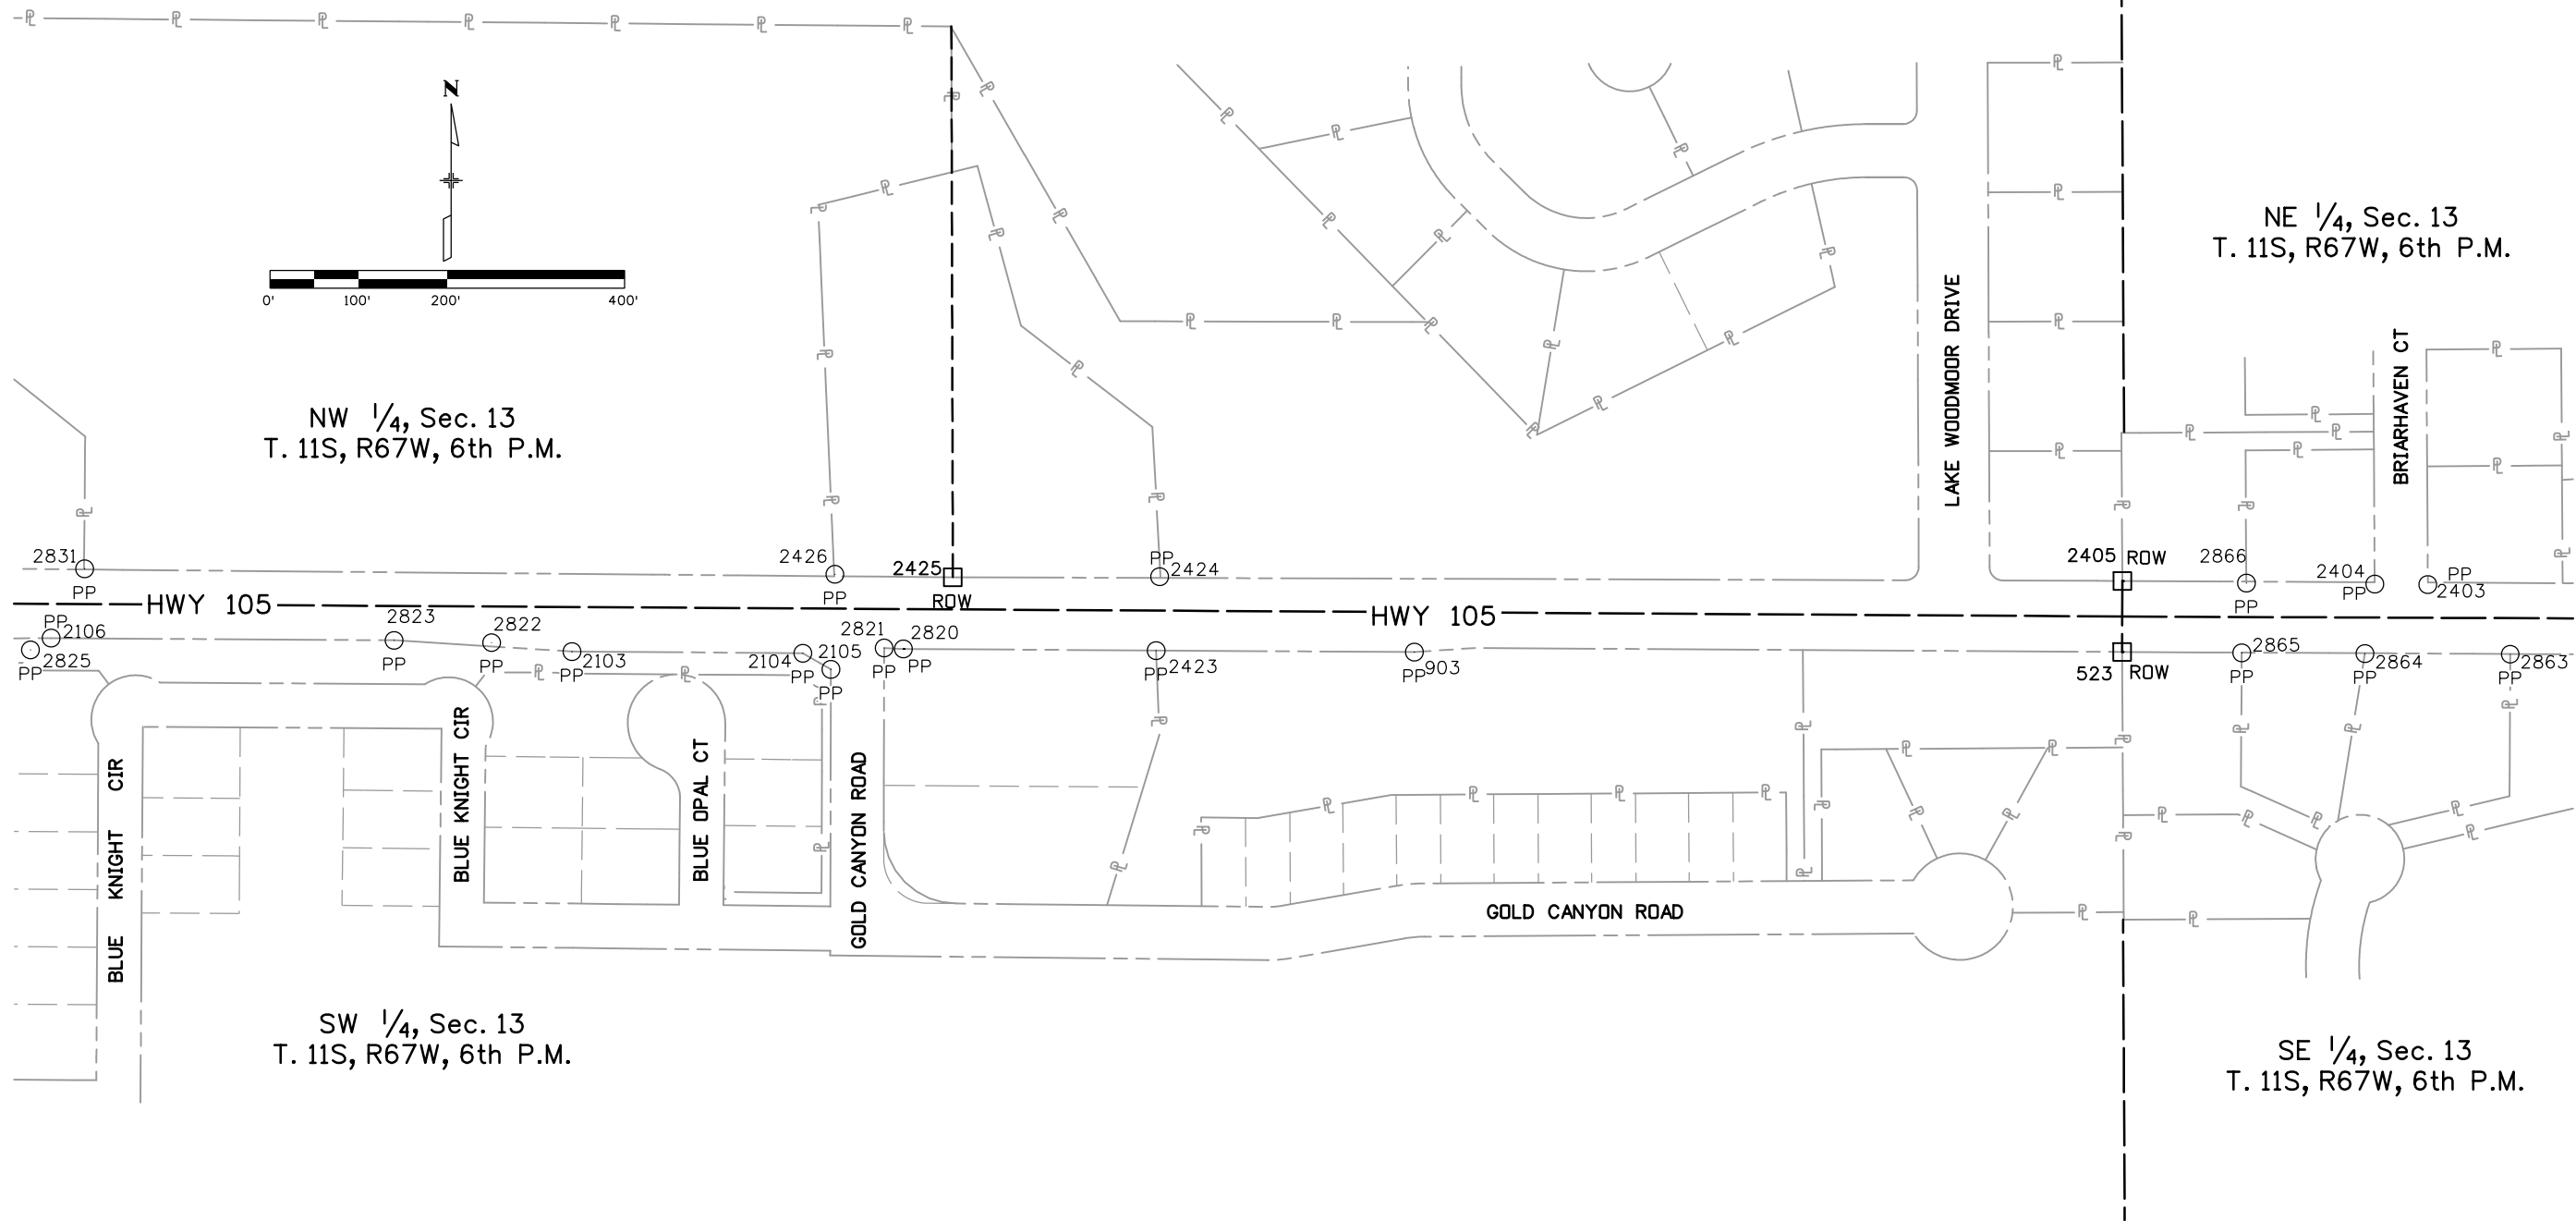 N
0' 100' 200' 400'
NE 1/4, Sec. 13
T. 11S, R67W, 6th P.M.
NW 1/4, Sec. 13
T. 11S, R67W, 6th P.M.
LAKE WOODMOOR DRIVE
BRIARHAVEN CT
2831
PP
2426
PP
2425
ROW
PP
2424
2405 ROW
2866
PP
2404
PP
PP
2403
HWY 105
HWY 105
PP
2106
2825
PP
2823
PP
2822
PP
2103
PP
2104
PP
2105
PP
2821
PP
2820
PP
2423
PP
903
PP
523 ROW
2865
PP
2864
PP
2863
PP
BLUE KNIGHT CIR
BLUE KNIGHT CIR
BLUE OPAL CT
GOLD CANYON ROAD
GOLD CANYON ROAD
SW 1/4, Sec. 13
T. 11S, R67W, 6th P.M.
SE 1/4, Sec. 13
T. 11S, R67W, 6th P.M.